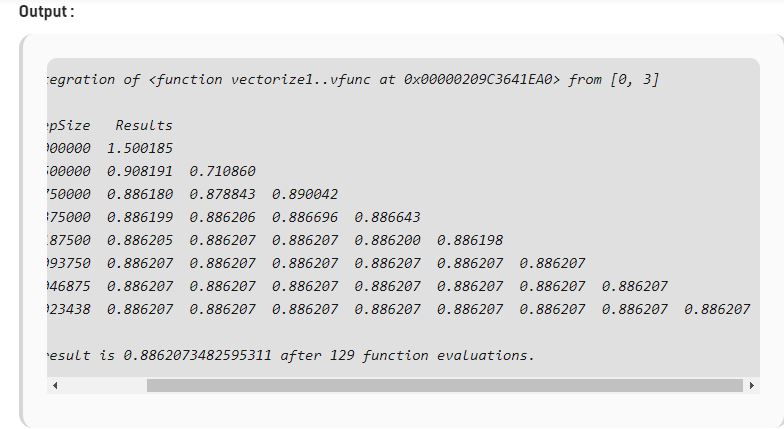 Output :
egration of <function vectorize1..vfunc at 0x00000209C3641EA0> from [0, 3]
pSize Results
000000 1.500185
00000 0.908191 0.710860
50000 0.886180 0.878843 0.890042
75000 0.886199 0.886206 0.886696 0.886643
87500 0.886205 0.886207 0.886207 0.886200 0.886198
93750 0.886207 0.886207 0.886207 0.886207 0.886207 0.886207
46875 0.886207 0.886207 0.886207 0.886207 0.886207 0.886207 0.886207
23438 0.886207 0.886207 0.886207 0.886207 0.886207 0.886207 0.886207 0.886207
esult is 0.8862073482595311 after 129 function evaluations.